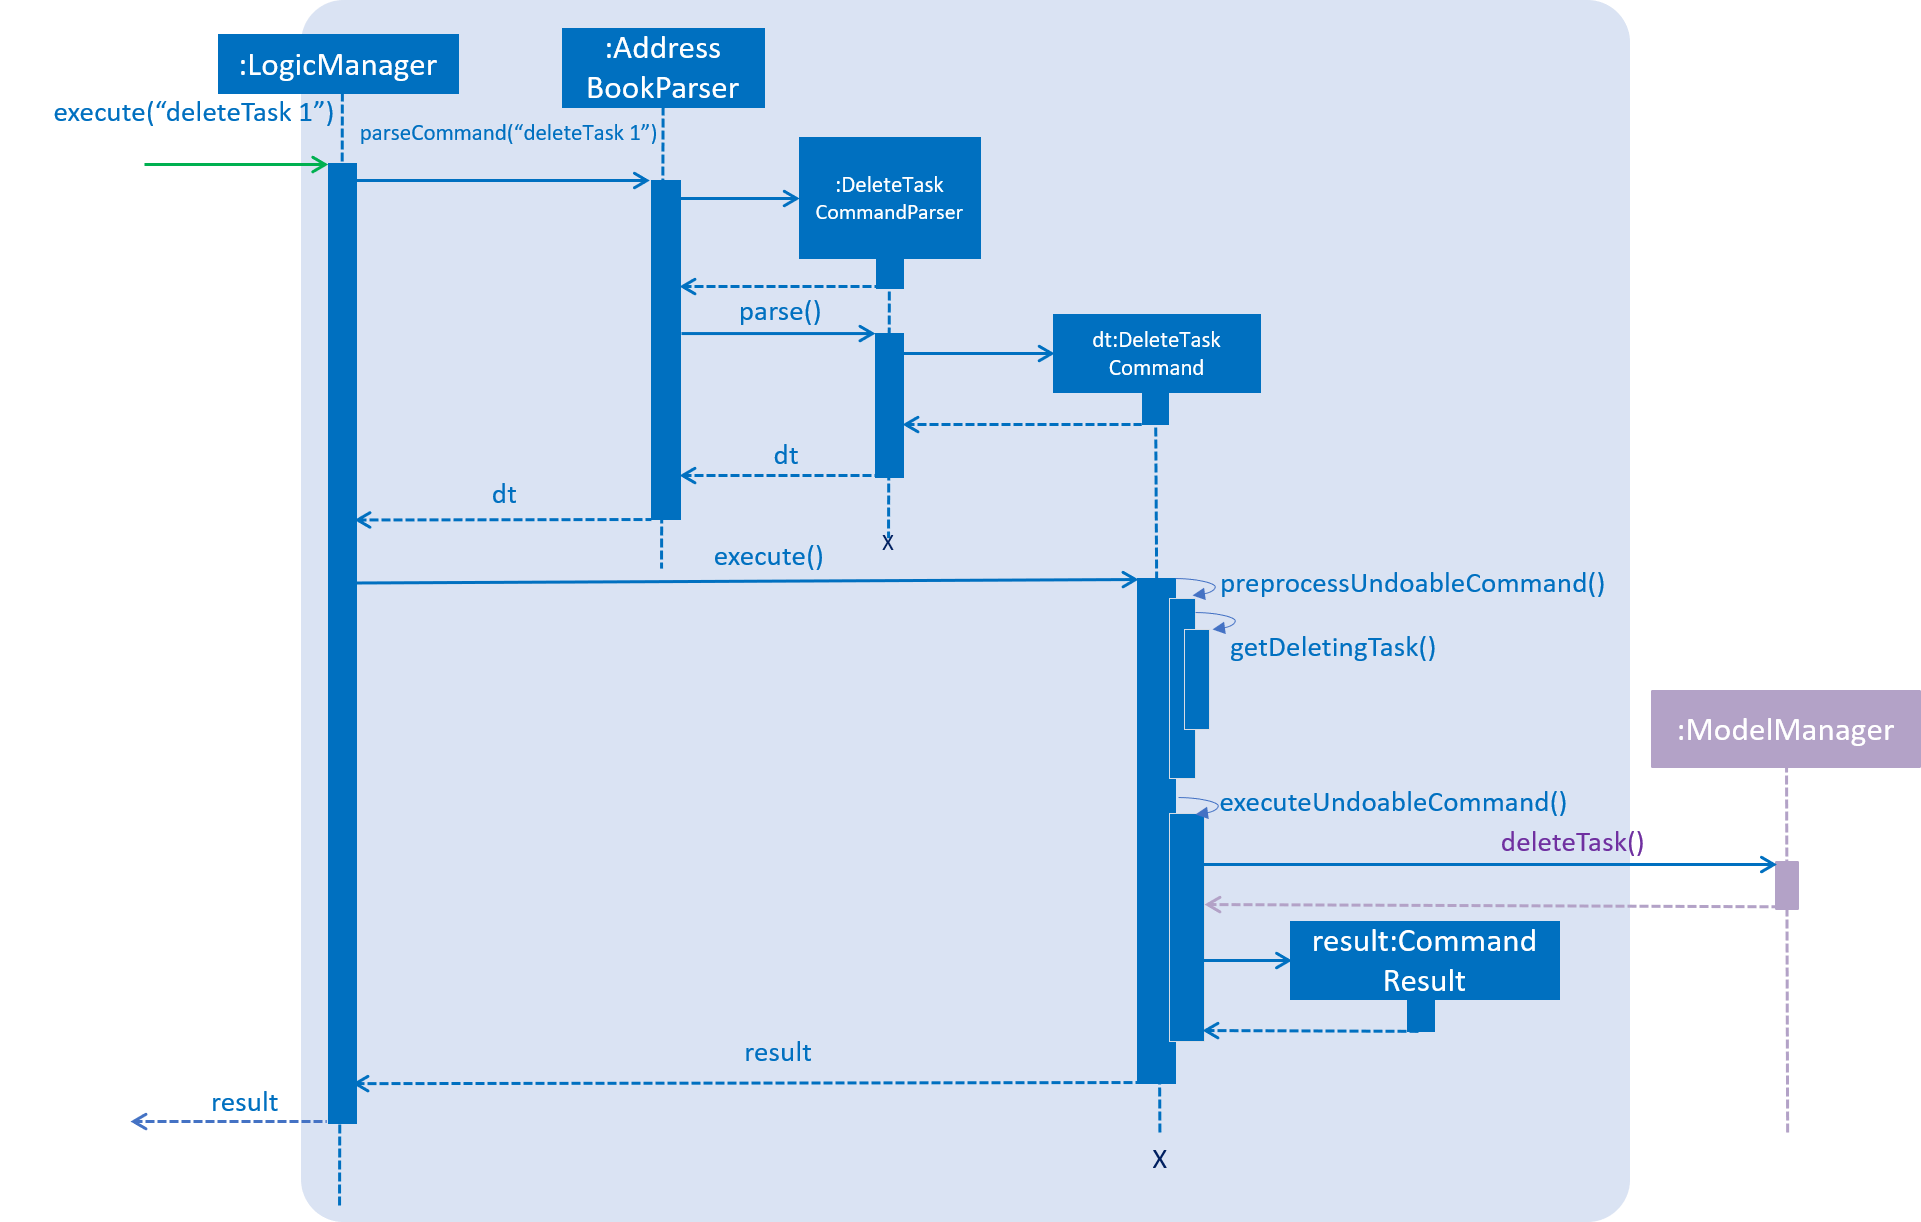 :LogicManager
:Address
BookParser
execute(“deleteTask 1”)
parseCommand(“deleteTask 1”)
:DeleteTask
CommandParser
parse()
dt:DeleteTask
Command
dt
dt
X
execute()
preprocessUndoableCommand()
getDeletingTask()
:ModelManager
executeUndoableCommand()
deleteTask()
result:Command
Result
result
result
X